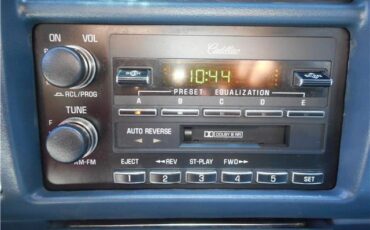 ON VOL
Cadillac
10:44
RCL/PROG
PRESET EQUALIZATION
A B C D E
TUNE
AUTO REVERSE
DOLBY B NR
AM-FM
EJECT ◄◄REV ST-PLAY FWD►►
1 2 3 4 5 SET